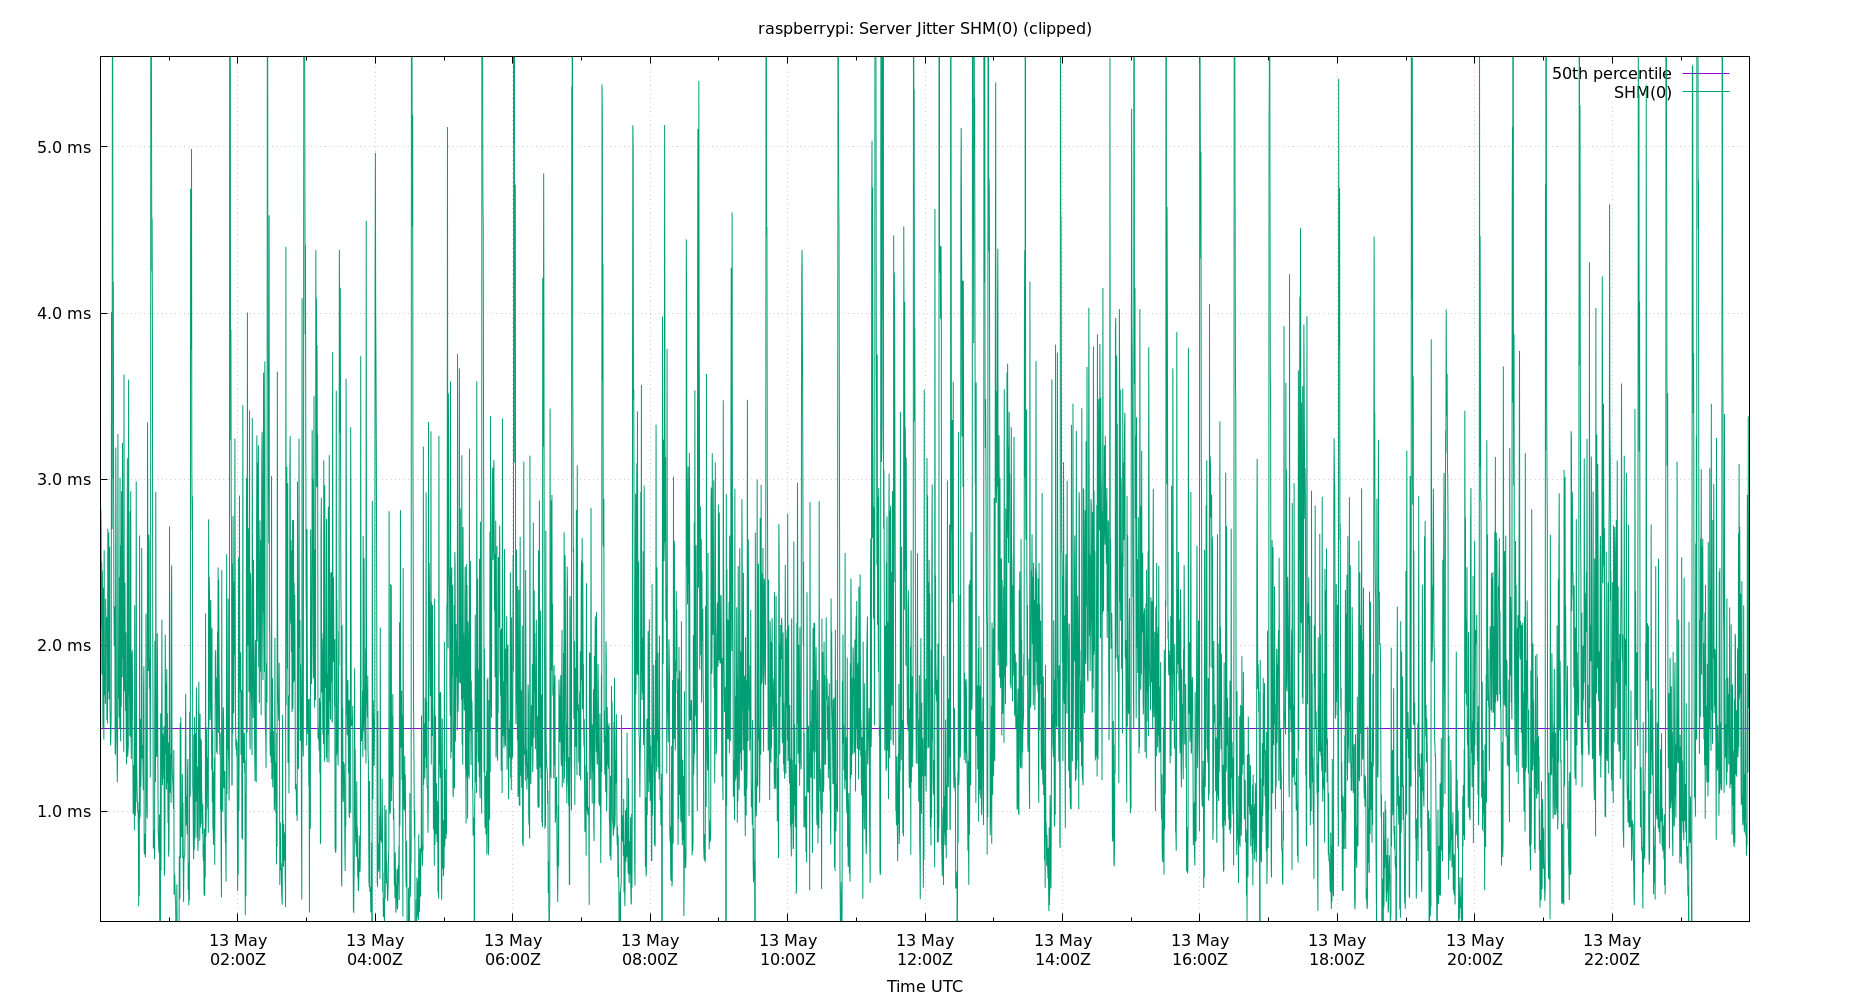 raspberrypi: Server Jitter SHM(0) (clipped)
50th percentile
SHM(0)
5.0 ms
4.0 ms
3.0 ms
2.0 ms
1.0 ms
13 May 13 May 13 May 13 May 13 May 13 May 13 May 13 May 13 May 13 May 13 May
02:00Z 04:00Z 06:00Z 08:00Z 10:00Z 12:00Z 14:00Z 16:00Z 18:00Z 20:00Z 22:00Z
Time UTC